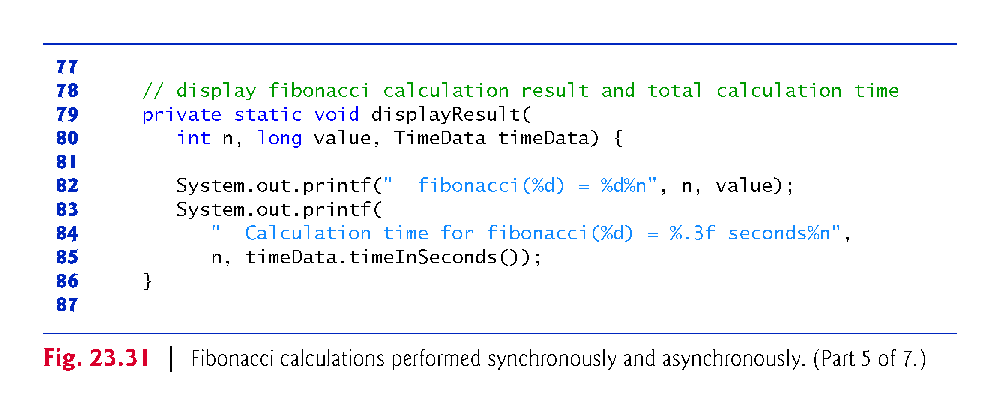 77
78 // display fibonacci calculation result and total calculation time
79 private static void displayResult(
80 int n, long value, TimeData timeData) {
81
82 System.out.printf("  fibonacci(%d) = %d%n", n, value);
83 System.out.printf(
84 "  Calculation time for fibonacci(%d) = %.3f seconds%n",
85 n, timeData.timeInSeconds());
86 }
87
Fig. 23.31 | Fibonacci calculations performed synchronously and asynchronously. (Part 5 of 7.)